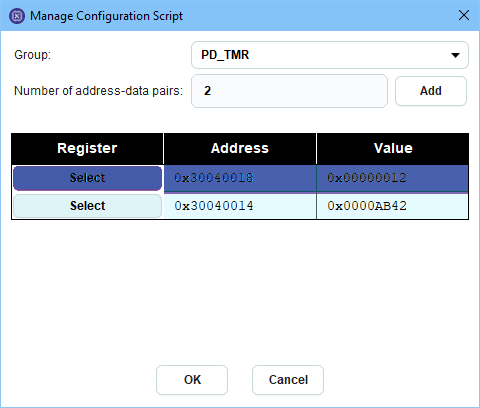 Manage Configuration Script
Group: PD_TMR
Number of address-data pairs: 2 Add
Register Address Value
Select 0x30040018 0x00000012
Select 0x30040014 0x0000AB42
OK Cancel